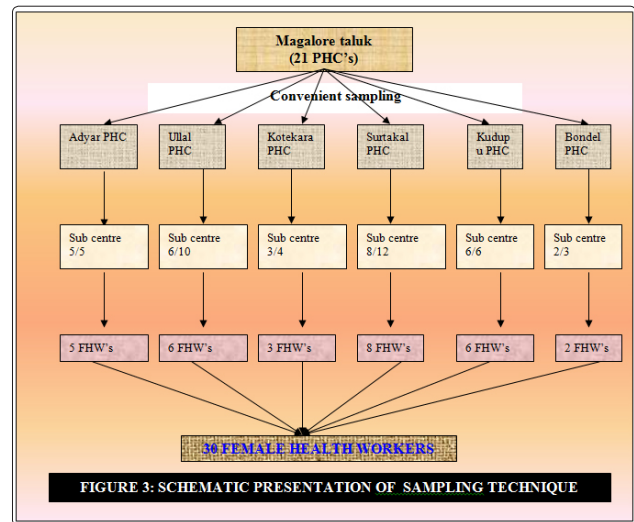 Magalore taluk
(21 PHC's)
Convenient sampling
Adyar PHC
Ullal
PHC
Kotekara
PHC
Surtakal
PHC
Kudup
u PHC
Bondel
PHC
Sub centre
5/5
Sub centre
6/10
Sub centre
3/4
Sub centre
8/12
Sub centre
6/6
Sub centre
2/3
5 FHW's
6 FHW's
3 FHW's
8 FHW's
6 FHW's
2 FHW's
30 FEMALE HEALTH WORKERS
FIGURE 3: SCHEMATIC PRESENTATION OF SAMPLING TECHNIQUE